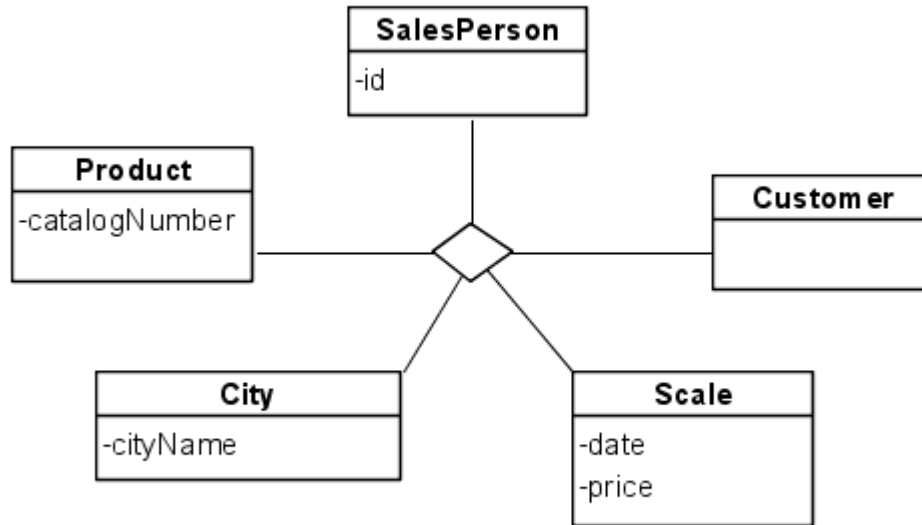 SalesPerson
-id
Product
-catalogNumber
Customer
City
-cityName
Scale
-date
-price